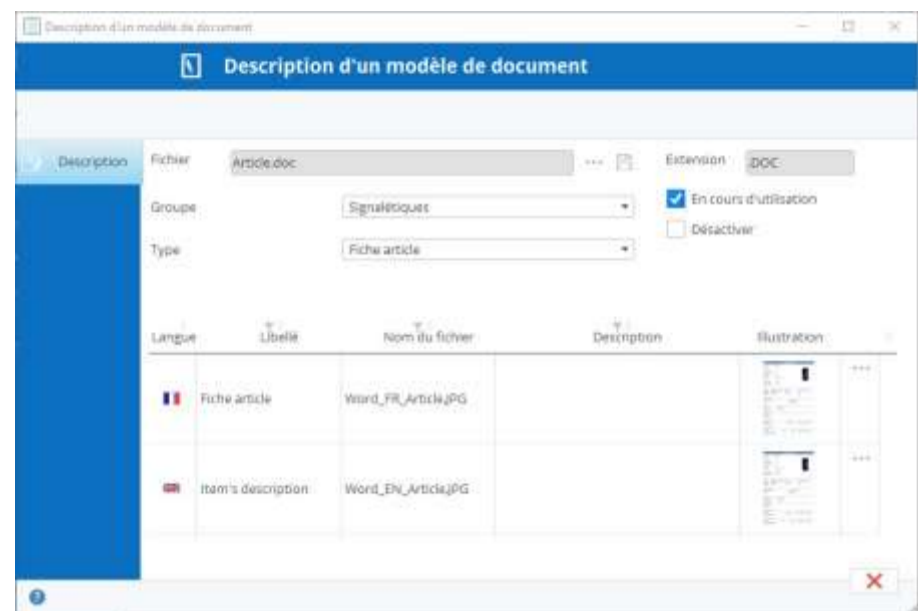 Description d'un modèle de document
Description d'un modèle de document
Description
Fichier Article.doc ... Extension .DOC
Groupe Signalétiques En cours d'utilisation
Désactiver
Type Fiche article
Langue Libellé Nom du fichier Description Illustration
Fiche article Word_FR_Article.JPG ...
Item's description Word_EN_Article.JPG ...
?